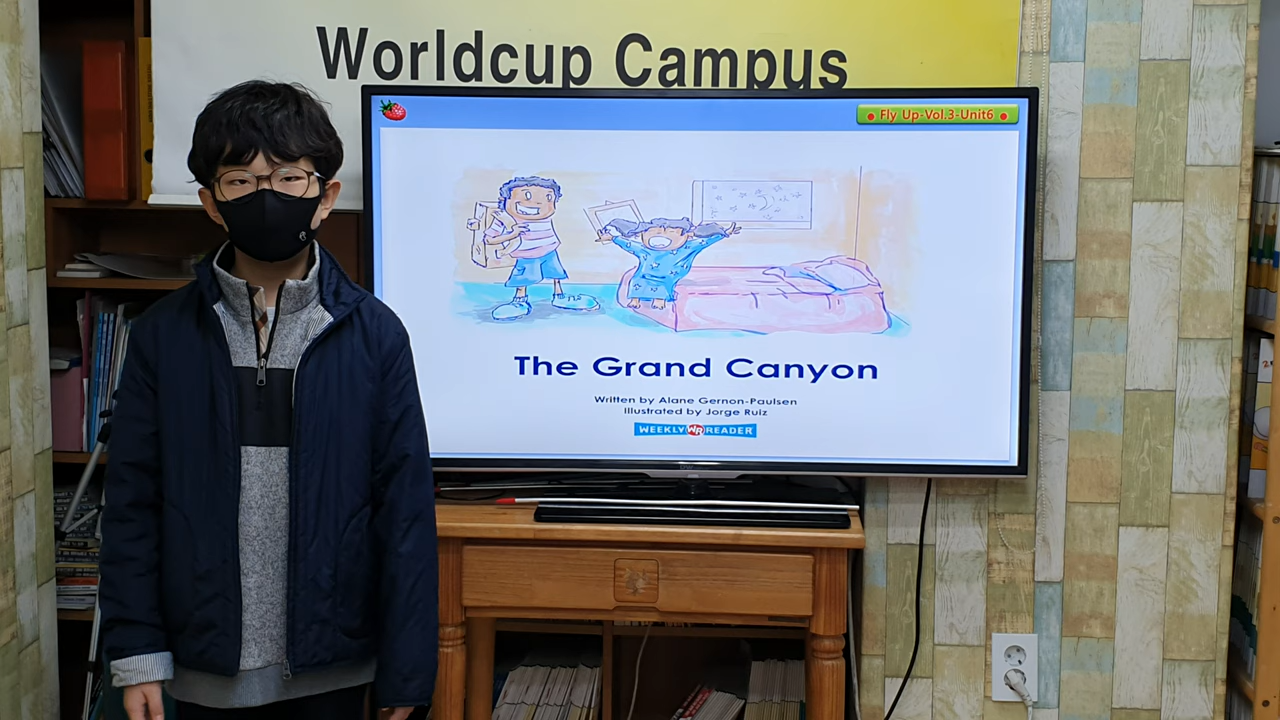 Worldcup Campus
Fly Up-Vol.3-Unit6
The Grand Canyon
Written by Alane Gernon-Paulsen
Illustrated by Jorge Ruiz
WEEKLY WR READER